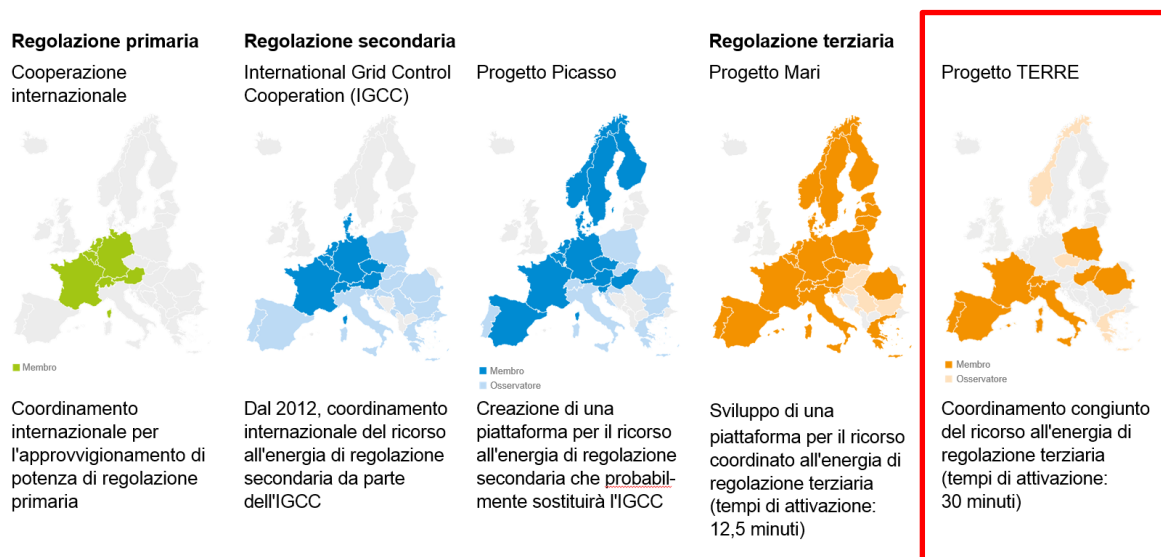 Regolazione primaria
Cooperazione
internazionale
Membro
Coordinamento
internazionale per
l'approvvigionamento di
potenza di regolazione
primaria
Regolazione secondaria
International Grid Control
Cooperation (IGCC)
Dal 2012, coordinamento
internazionale del ricorso
all'energia di regolazione
secondaria da parte
dell'IGCC
Progetto Picasso
Membro
Osservatore
Creazione di una
piattaforma per il ricorso
all'energia di regolazione
secondaria che probabil-
mente sostituirà l'IGCC
Regolazione terziaria
Progetto Mari
Sviluppo di una
piattaforma per il ricorso
coordinato all'energia di
regolazione terziaria
(tempi di attivazione:
12,5 minuti)
Progetto TERRE
Membro
Osservatore
Coordinamento congiunto
del ricorso all'energia di
regolazione terziaria
(tempi di attivazione:
30 minuti)